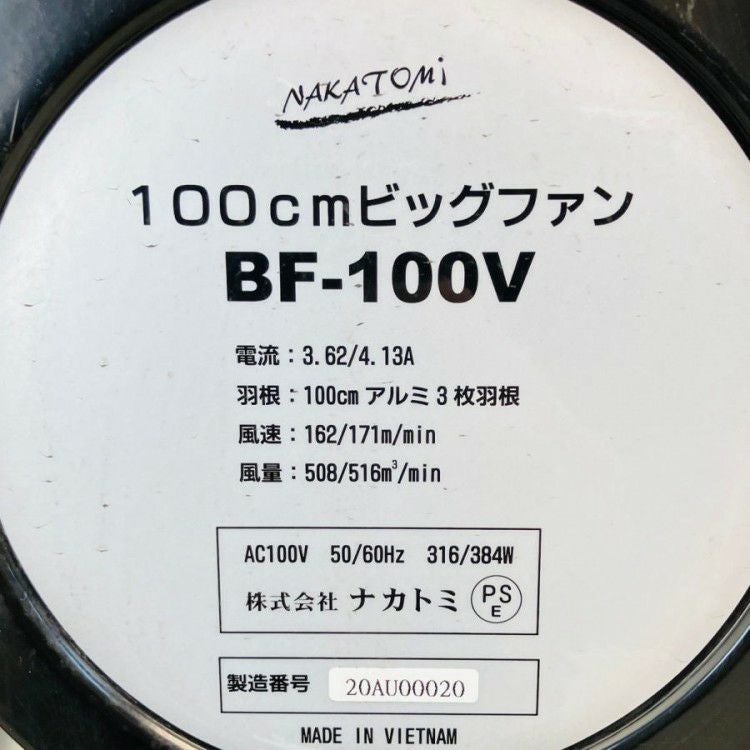 NAKATOMi
100cmビッグファン
BF-100V
電流:3.62/4.13A
羽根:100cm アルミ3枚羽根
風速:162/171m/min
風量:508/516m³/min
AC100V 50/60Hz 316/384W
株式会社 ナカトミ PS E
製造番号 20AU00020
MADE IN VIETNAM